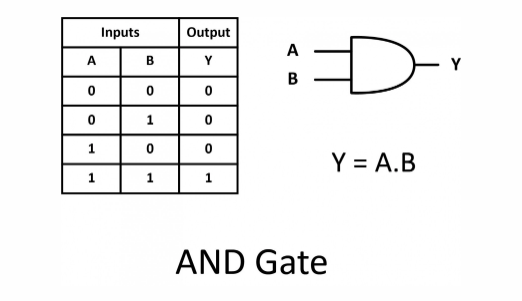 Inputs Output
A B Y
0 0 0
0 1 0
1 0 0
1 1 1
A
B
Y
Y = A.B
AND Gate